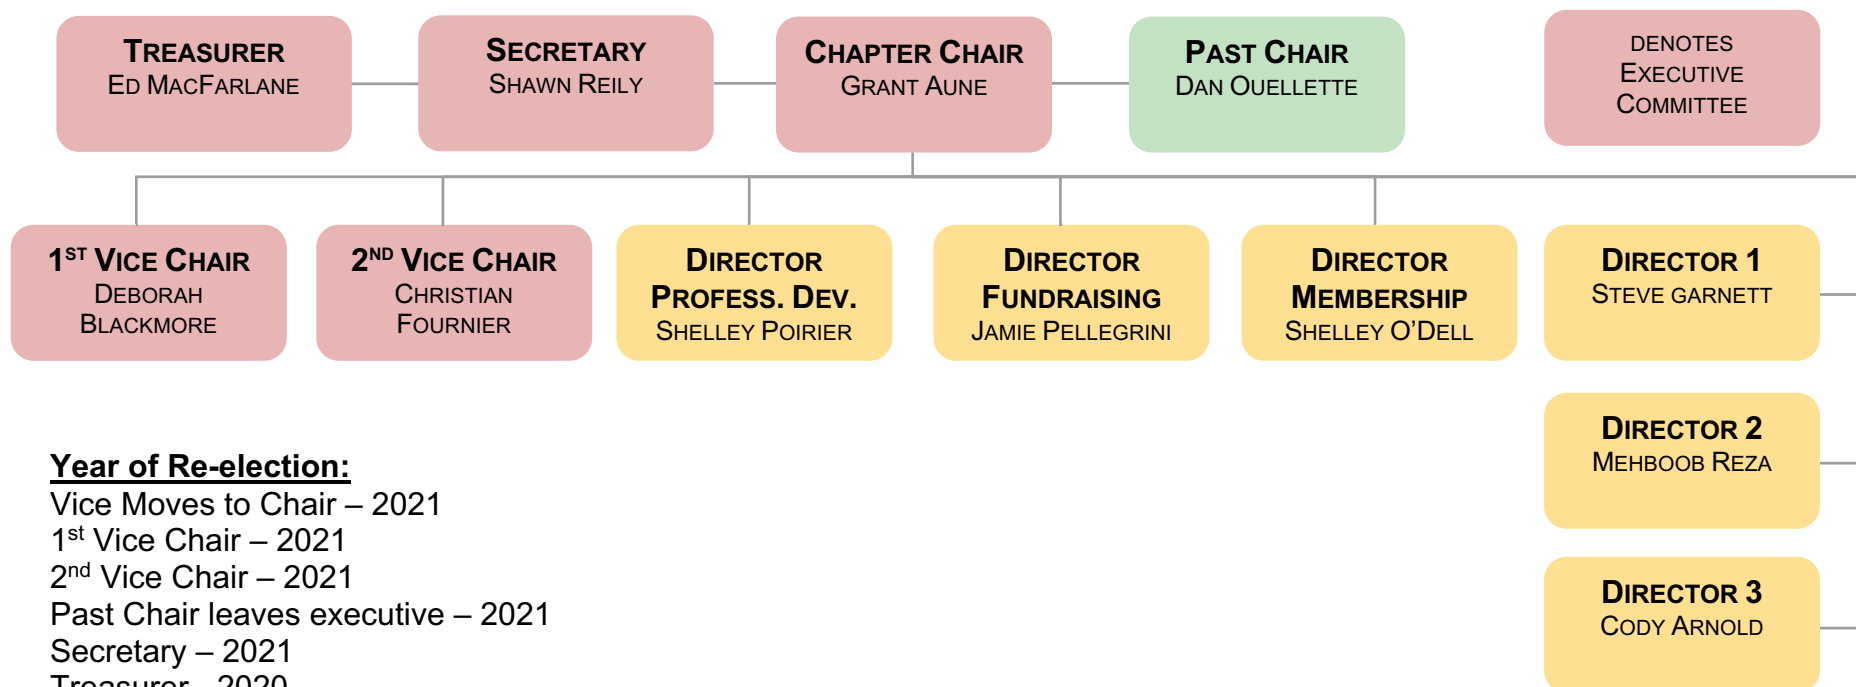 TREASURER
ED MACFARLANE
SECRETARY
SHAWN REILY
CHAPTER CHAIR
GRANT AUNE
PAST CHAIR
DAN OUELLETTE
DENOTES
EXECUTIVE
COMMITTEE
1ST VICE CHAIR
DEBORAH
BLACKMORE
2ND VICE CHAIR
CHRISTIAN
FOURNIER
DIRECTOR
PROFESS. DEV.
SHELLEY POIRIER
DIRECTOR
FUNDRAISING
JAMIE PELLEGRINI
DIRECTOR
MEMBERSHIP
SHELLEY O'DELL
DIRECTOR 1
STEVE GARNETT
DIRECTOR 2
MEHBOOB REZA
DIRECTOR 3
CODY ARNOLD
Year of Re-election:
Vice Moves to Chair – 2021
1st Vice Chair – 2021
2nd Vice Chair – 2021
Past Chair leaves executive – 2021
Secretary – 2021
Treasurer - 2020